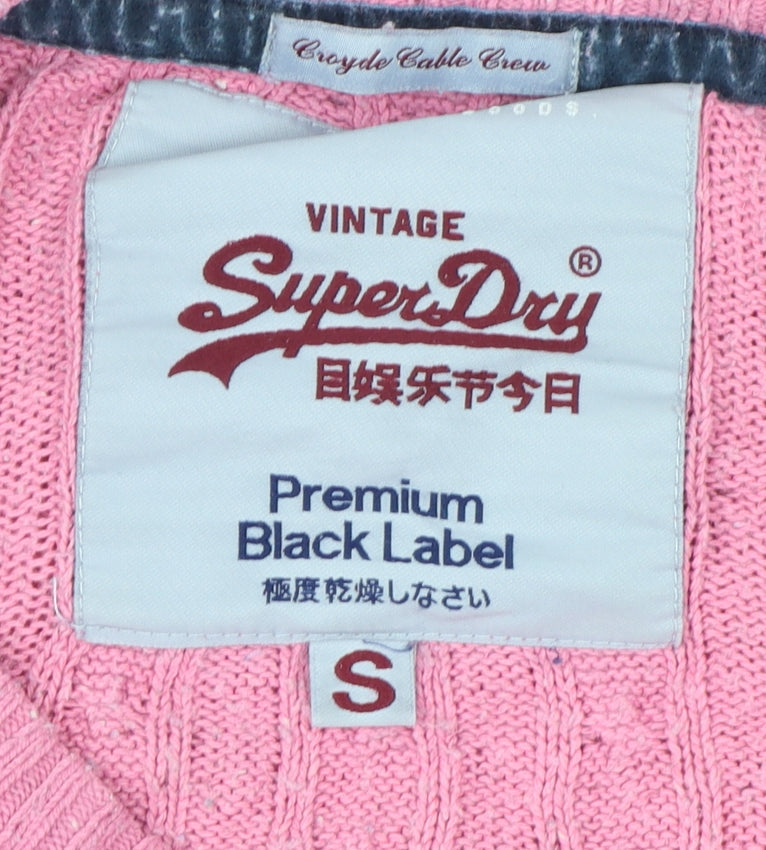 Croyde Cable Crew
VINTAGE
SuperDry®
目娯乐节今日
Premium
Black Label
極度乾燥しなさい
S